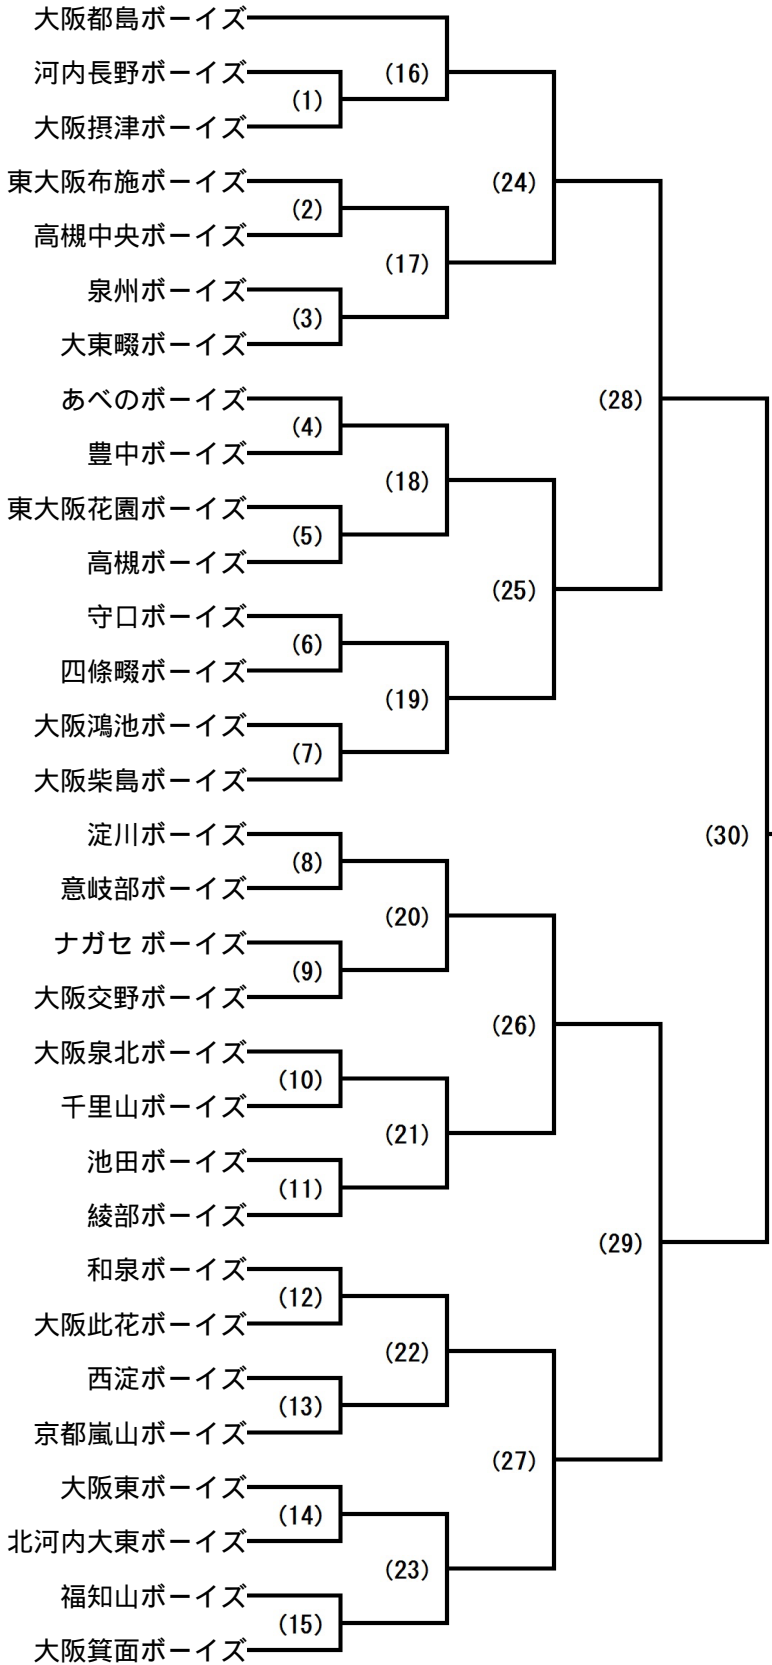 大阪都島ボーイズ
河内長野ボーイズ
(16)
(1)
大阪摂津ボーイズ
東大阪布施ボーイズ
(24)
(2)
高槻中央ボーイズ
(17)
泉州ボーイズ
(3)
大東畷ボーイズ
あべのボーイズ
(28)
(4)
豊中ボーイズ
(18)
東大阪花園ボーイズ
(5)
高槻ボーイズ
(25)
守口ボーイズ
(6)
四條畷ボーイズ
(19)
大阪鴻池ボーイズ
(7)
大阪柴島ボーイズ
淀川ボーイズ
(30)
(8)
意岐部ボーイズ
(20)
ナガセ ボーイズ
(9)
大阪交野ボーイズ
(26)
大阪泉北ボーイズ
(10)
千里山ボーイズ
(21)
池田ボーイズ
(11)
綾部ボーイズ
(29)
和泉ボーイズ
(12)
大阪此花ボーイズ
(22)
西淀ボーイズ
(13)
京都嵐山ボーイズ
(27)
大阪東ボーイズ
(14)
北河内大東ボーイズ
(23)
福知山ボーイズ
(15)
大阪箕面ボーイズ